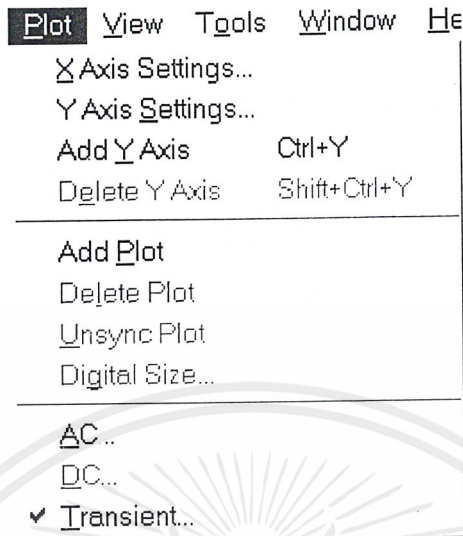 Plot View Tools Window He
X Axis Settings...
Y Axis Settings...
Add Y Axis Ctrl+Y
Delete Y Axis Shift+Ctrl+Y
Add Plot
Delete Plot
Unsync Plot
Digital Size...
AC...
DC...
Transient...